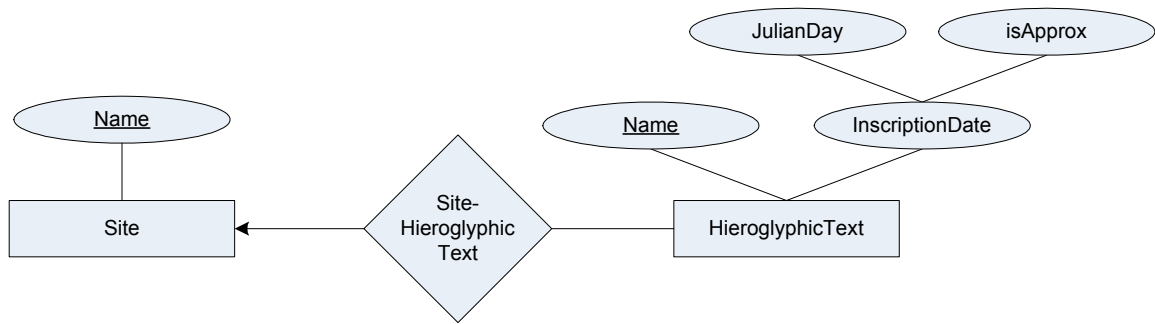 JulianDay
isApprox
Name
Name
InscriptionDate
Site
Site-
Hieroglyphic
Text
HieroglyphicText